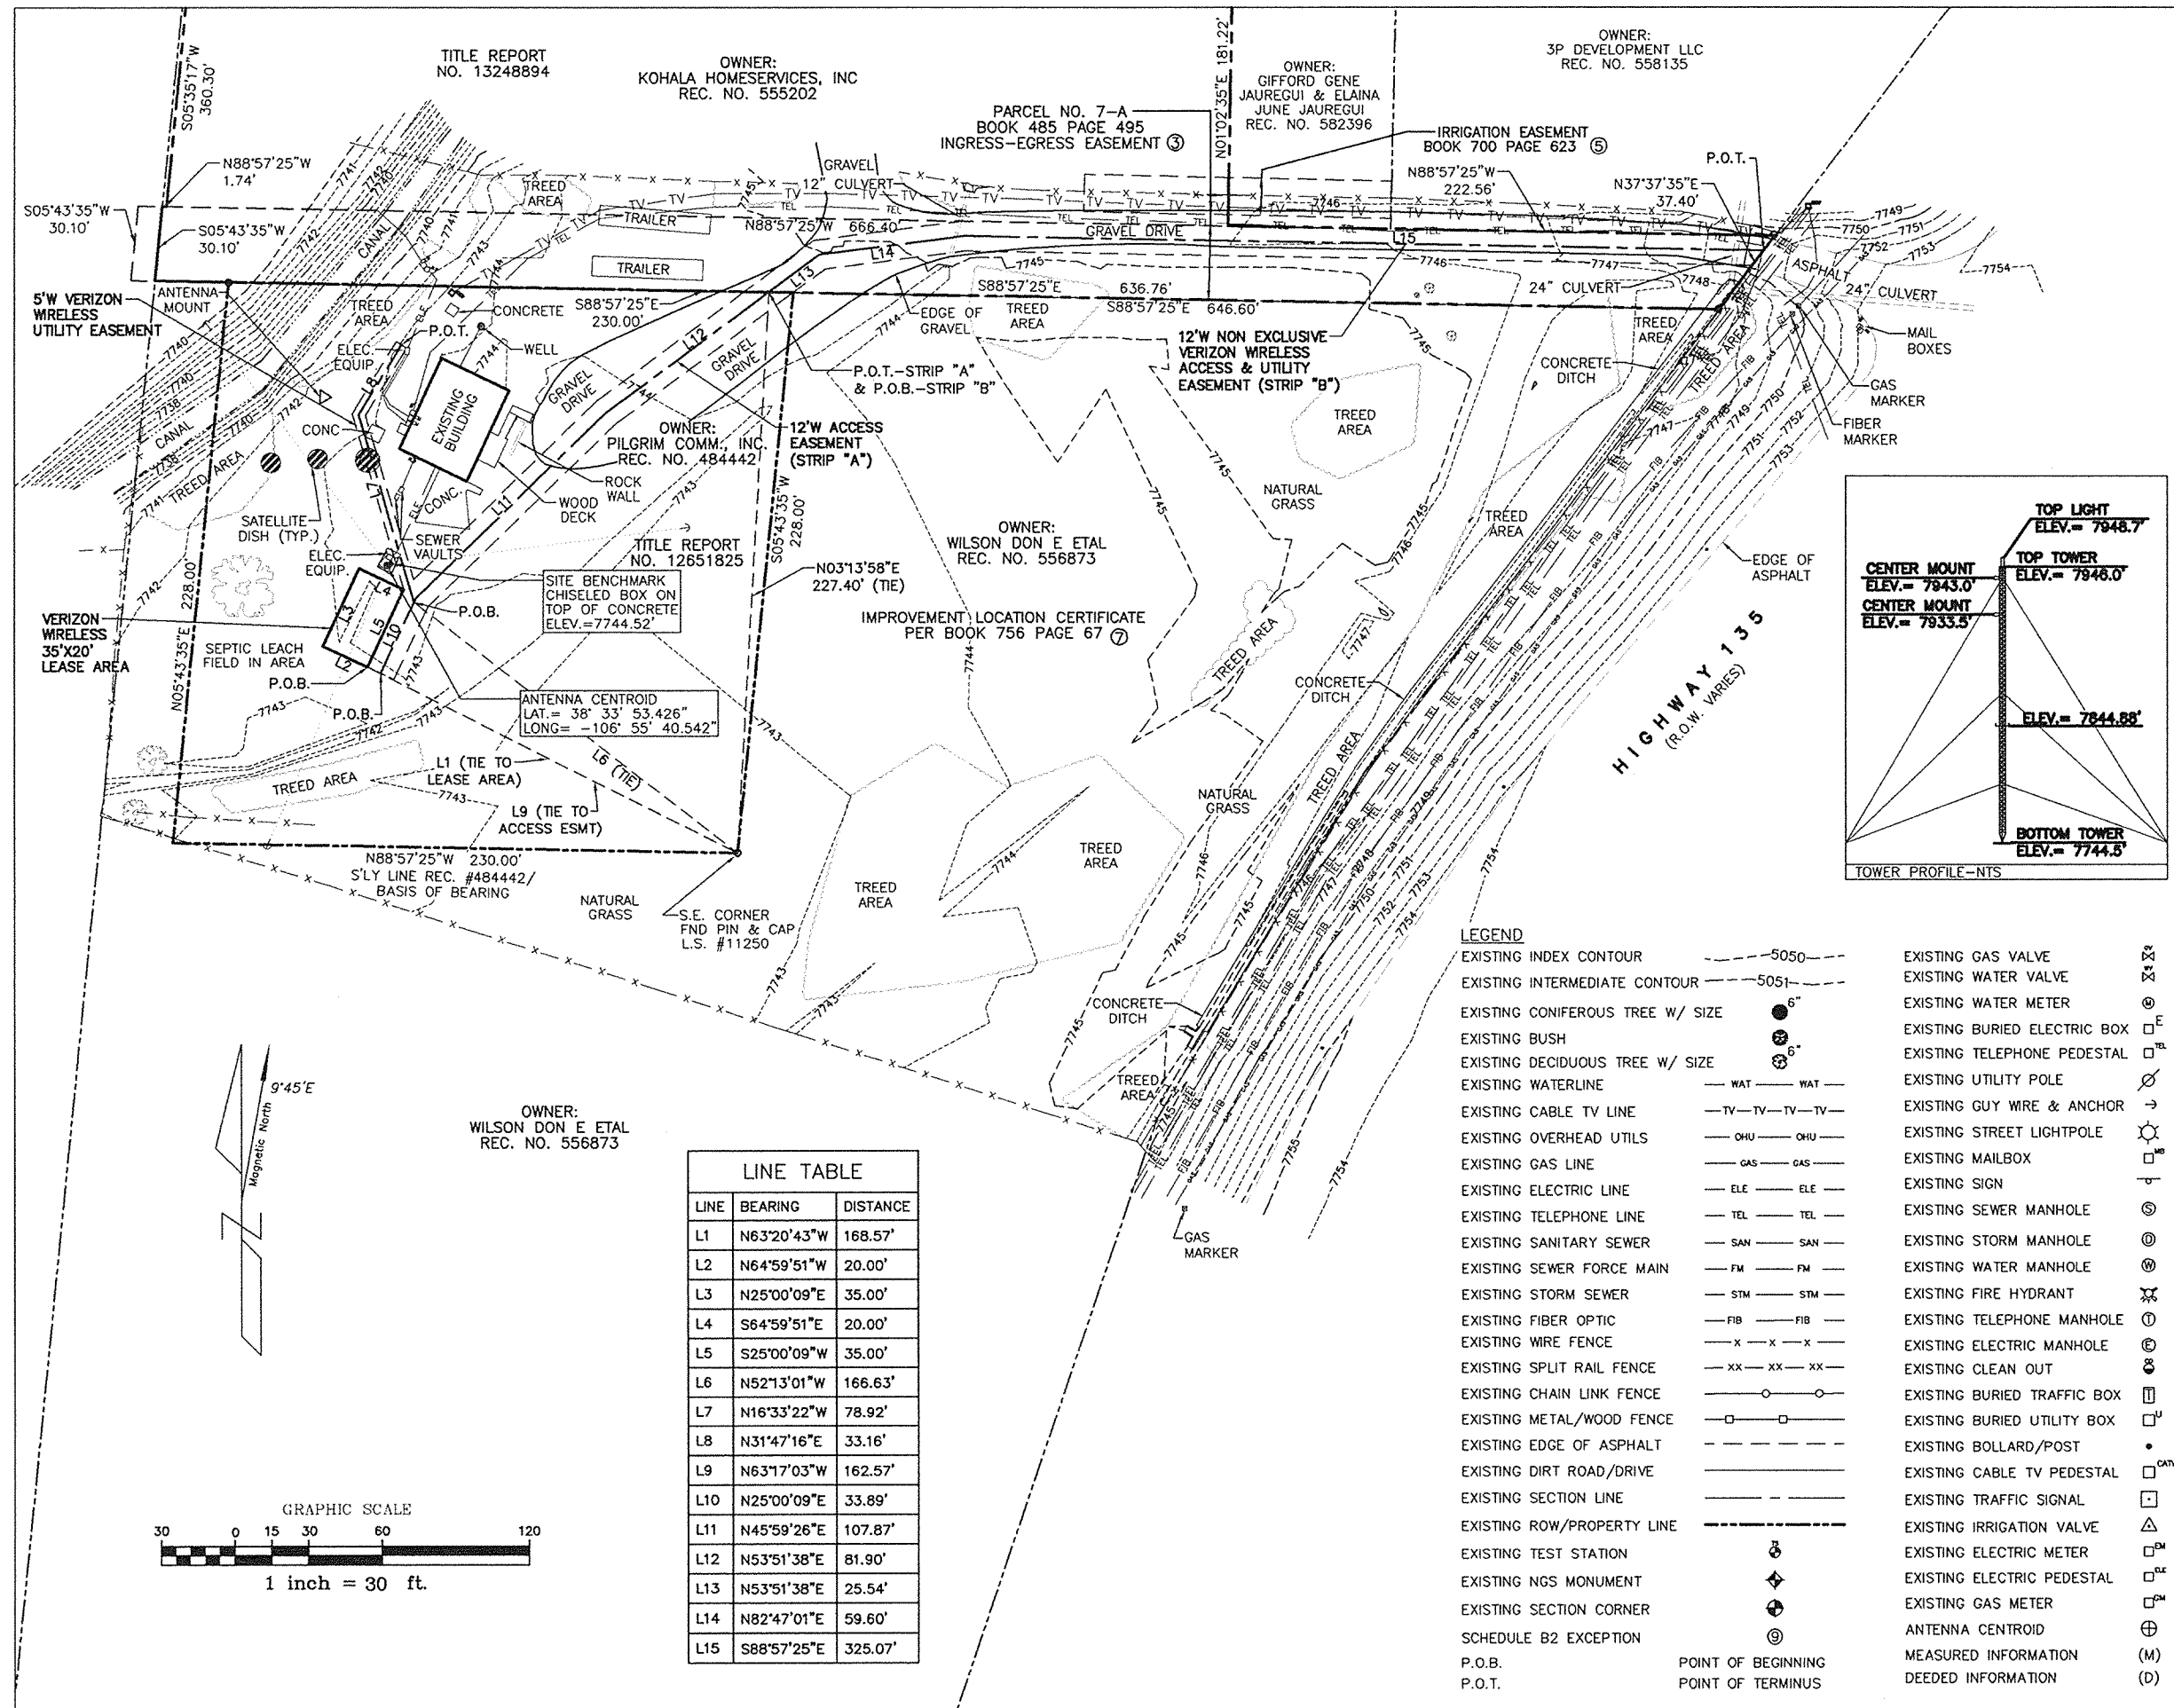 TITLE REPORT
NO. 13248894
OWNER:
KOHALA HOMESERVICES, INC
REC. NO. 555202
OWNER:
GIFFORD GENE
JAUREGUI & ELAINA
JUNE JAUREGUI
REC. NO. 582396
OWNER:
3P DEVELOPMENT LLC
REC. NO. 558135
S05°35'17"W
360.30'
N01°02'35"E 181.22'
PARCEL NO. 7-A
BOOK 485 PAGE 495
INGRESS-EGRESS EASEMENT ③
IRRIGATION EASEMENT
BOOK 700 PAGE 623 ⑤
N88°57'25"W
1.74'
S05°43'35"W
30.10'
S05°43'35"W
30.10'
TREED
AREA
GRAVEL
12" CULVERT
TRAILER
TRAILER
N88°57'25"W 666.40'
GRAVEL DRIVE
N88°57'25"W
222.56'
N37°37'35"E
37.40'
P.O.T.
L13
L14
L15
ASPHALT
24" CULVERT
24" CULVERT
MAIL
BOXES
GAS
MARKER
FIBER
MARKER
5'W VERIZON
WIRELESS
UTILITY EASEMENT
ANTENNA
MOUNT
CANAL
CANAL
TREED
AREA
CONCRETE
P.O.T.
WELL
ELEC.
EQUIP.
L8
S88°57'25"E
230.00'
EDGE OF
GRAVEL
S88°57'25"E 636.76'
TREED
AREA
S88°57'25"E
646.60'
12'W NON EXCLUSIVE
VERIZON WIRELESS
ACCESS & UTILITY
EASEMENT (STRIP "B")
P.O.T.-STRIP "A"
& P.O.B.-STRIP "B"
L12
GRAVEL
DRIVE
GRAVEL
DRIVE
EXISTING
BUILDING
CONC
CONC.
OWNER:
PILGRIM COMM., INC.
REC. NO. 484442
12'W ACCESS
EASEMENT
(STRIP "A")
ROCK
WALL
WOOD
DECK
L11
L7
TREED AREA
SATELLITE
DISH (TYP.)
SEWER
VAULTS
ELEC.
EQUIP.
TITLE REPORT
NO. 12651825
S05°43'35"W
228.00'
N03°13'58"E
227.40' (TIE)
SITE BENCHMARK
CHISELED BOX ON
TOP OF CONCRETE
ELEV.=7744.52'
P.O.B.
OWNER:
WILSON DON E ETAL
REC. NO. 556873
IMPROVEMENT LOCATION CERTIFICATE
PER BOOK 756 PAGE 67 ⑦
VERIZON
WIRELESS
35'X20'
LEASE AREA
L4
L3
L5
L10
L2
SEPTIC LEACH
FIELD IN AREA
P.O.B.
P.O.B.
N05°43'35"E 228.00'
ANTENNA CENTROID
LAT.= 38° 33' 53.426"
LONG= -106° 55' 40.542"
L1 (TIE TO
LEASE AREA)
L6 (TIE)
L9 (TIE TO
ACCESS ESMT)
TREED AREA
N88°57'25"W 230.00'
S'LY LINE REC. #484442/
BASIS OF BEARING
NATURAL
GRASS
S.E. CORNER
FND PIN & CAP
L.S. #11250
TREED
AREA
TREED
AREA
NATURAL
GRASS
NATURAL
GRASS
TREED
AREA
TREED
AREA
TREED AREA
CONCRETE
DITCH
TREED
AREA
TREED AREA
CONCRETE
DITCH
TREED AREA
CONCRETE
DITCH
TREED
AREA
HIGHWAY 135
(R.O.W. VARIES)
EDGE OF
ASPHALT
GAS
MARKER
TOP LIGHT
ELEV.= 7948.7'
CENTER MOUNT
ELEV.= 7943.0'
TOP TOWER
ELEV.= 7946.0'
CENTER MOUNT
ELEV.= 7933.5'
ELEV.= 7844.88'
BOTTOM TOWER
ELEV.= 7744.5'
TOWER PROFILE-NTS
9°45'E
Magnetic North
OWNER:
WILSON DON E ETAL
REC. NO. 556873
GRAPHIC SCALE
30 0 15 30 60 120
1 inch = 30 ft.
LINE TABLE
LINE BEARING DISTANCE
L1 N63°20'43"W 168.57'
L2 N64°59'51"W 20.00'
L3 N25°00'09"E 35.00'
L4 S64°59'51"E 20.00'
L5 S25°00'09"W 35.00'
L6 N52°13'01"W 166.63'
L7 N16°33'22"W 78.92'
L8 N31°47'16"E 33.16'
L9 N63°17'03"W 162.57'
L10 N25°00'09"E 33.89'
L11 N45°59'26"E 107.87'
L12 N53°51'38"E 81.90'
L13 N53°51'38"E 25.54'
L14 N82°47'01"E 59.60'
L15 S88°57'25"E 325.07'
LEGEND
EXISTING INDEX CONTOUR 5050
EXISTING INTERMEDIATE CONTOUR 5051
EXISTING CONIFEROUS TREE W/ SIZE 6"
EXISTING BUSH
EXISTING DECIDUOUS TREE W/ SIZE 6"
EXISTING WATERLINE WAT WAT
EXISTING CABLE TV LINE TV TV TV TV
EXISTING OVERHEAD UTILS OHU OHU
EXISTING GAS LINE GAS GAS
EXISTING ELECTRIC LINE ELE ELE
EXISTING TELEPHONE LINE TEL TEL
EXISTING SANITARY SEWER SAN SAN
EXISTING SEWER FORCE MAIN FM FM
EXISTING STORM SEWER STM STM
EXISTING FIBER OPTIC FIB FIB
EXISTING WIRE FENCE X X X
EXISTING SPLIT RAIL FENCE XX XX XX
EXISTING CHAIN LINK FENCE
EXISTING METAL/WOOD FENCE
EXISTING EDGE OF ASPHALT
EXISTING DIRT ROAD/DRIVE
EXISTING SECTION LINE
EXISTING ROW/PROPERTY LINE
EXISTING TEST STATION
EXISTING NGS MONUMENT
EXISTING SECTION CORNER
SCHEDULE B2 EXCEPTION ⑨
P.O.B. POINT OF BEGINNING
P.O.T. POINT OF TERMINUS
EXISTING GAS VALVE
EXISTING WATER VALVE
EXISTING WATER METER
EXISTING BURIED ELECTRIC BOX E
EXISTING TELEPHONE PEDESTAL TEL
EXISTING UTILITY POLE
EXISTING GUY WIRE & ANCHOR
EXISTING STREET LIGHTPOLE
EXISTING MAILBOX MB
EXISTING SIGN
EXISTING SEWER MANHOLE Ⓢ
EXISTING STORM MANHOLE Ⓓ
EXISTING WATER MANHOLE Ⓦ
EXISTING FIRE HYDRANT
EXISTING TELEPHONE MANHOLE Ⓣ
EXISTING ELECTRIC MANHOLE Ⓔ
EXISTING CLEAN OUT
EXISTING BURIED TRAFFIC BOX T
EXISTING BURIED UTILITY BOX U
EXISTING BOLLARD/POST
EXISTING CABLE TV PEDESTAL CATV
EXISTING TRAFFIC SIGNAL
EXISTING IRRIGATION VALVE
EXISTING ELECTRIC METER EM
EXISTING ELECTRIC PEDESTAL ELE
EXISTING GAS METER GM
ANTENNA CENTROID
MEASURED INFORMATION (M)
DEEDED INFORMATION (D)